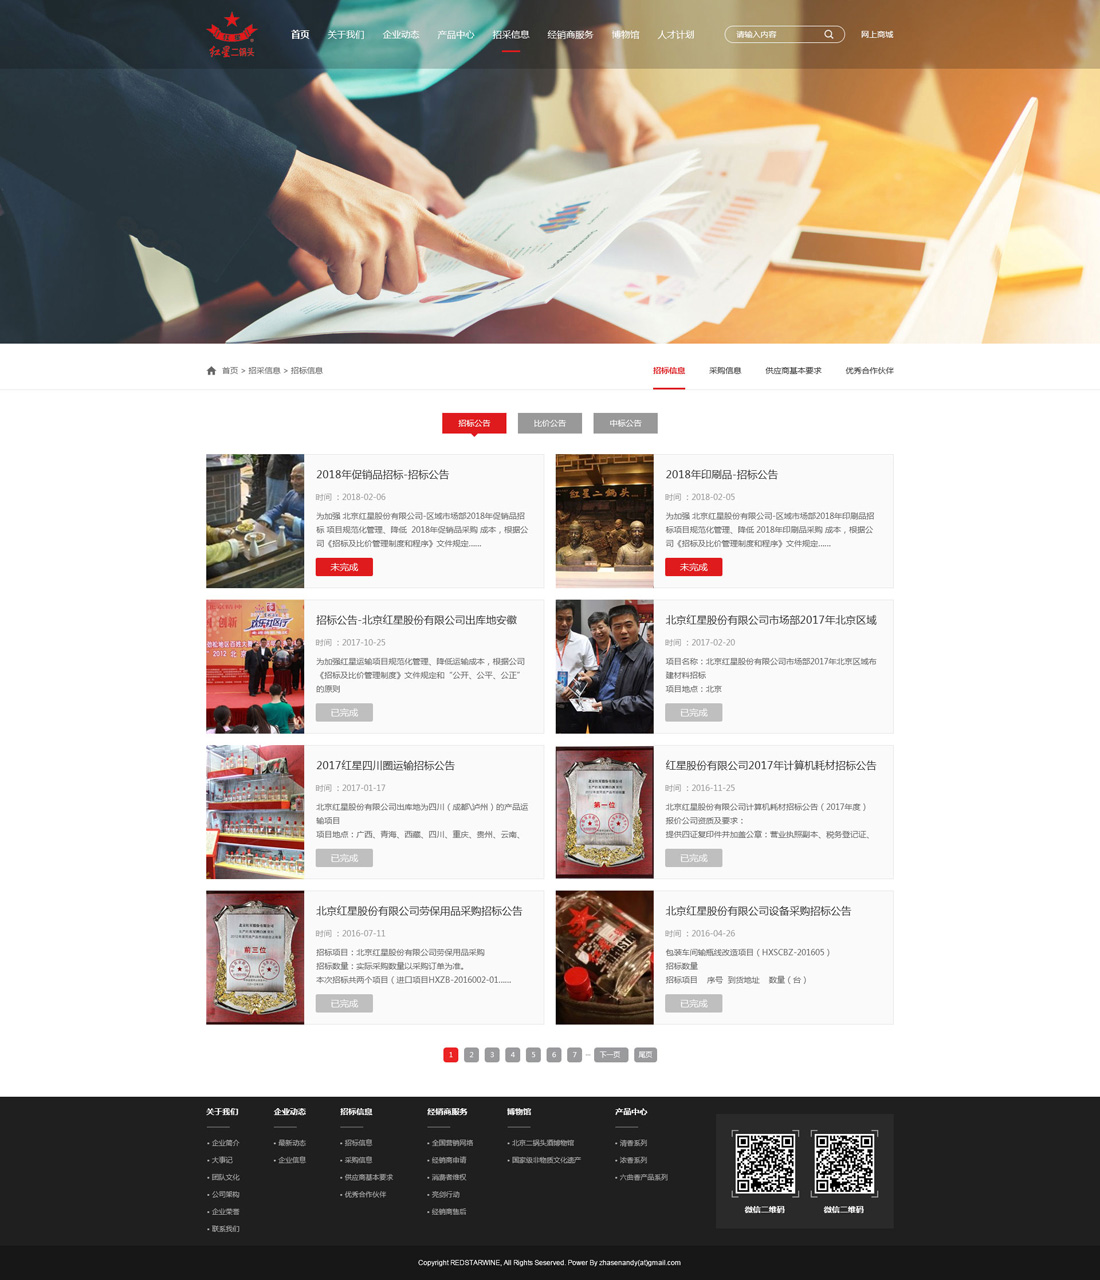 红星二锅头
首页 关于我们 企业动态 产品中心 招采信息 经销商服务 博物馆 人才计划 请输入内容 网上商城
首页 > 招采信息 > 招标信息
招标信息 采购信息 供应商基本要求 优秀合作伙伴
招标公告 比价公告 中标公告
2018年促销品招标-招标公告
时间 ：2018-02-06
为加强 北京红星股份有限公司-区域市场部2018年促销品招
标 项目规范化管理、降低 2018年促销品采购 成本，根据公
司《招标及比价管理制度和程序》文件规定......
未完成
红星二锅头
2018年印刷品-招标公告
时间 ：2018-02-05
为加强 北京红星股份有限公司-区域市场部2018年印刷品招
标项目规范化管理、降低 2018年印刷品采购 成本，根据公
司《招标及比价管理制度和程序》文件规定......
未完成
招标公告-北京红星股份有限公司出库地安徽
时间 ：2017-10-25
为加强红星运输项目规范化管理、降低运输成本，根据公司
《招标及比价管理制度》文件规定和“公开、公平、公正”
的原则
已完成
北京红星股份有限公司市场部2017年北京区域
时间 ：2017-02-20
项目名称：北京红星股份有限公司市场部2017年北京区域布
建材料招标
项目地点：北京
已完成
2017红星四川圈运输招标公告
时间 ：2017-01-17
北京红星股份有限公司出库地为四川（成都\泸州）的产品运
输项目
项目地点：广西、青海、西藏、四川、重庆、贵州、云南、
已完成
第一位
红星股份有限公司2017年计算机耗材招标公告
时间 ：2016-11-25
北京红星股份有限公司计算机耗材招标公告（2017年度）
报价公司资质及要求：
提供四证复印件并加盖公章：营业执照副本、税务登记证、
已完成
前三位
北京红星股份有限公司劳保用品采购招标公告
时间 ：2016-07-11
招标项目：北京红星股份有限公司劳保用品采购
招标数量：实际采购数量以采购订单为准。
本次招标共两个项目（进口项目HXZB-2016002-01......
已完成
北京红星股份有限公司设备采购招标公告
时间 ：2016-04-26
包装车间输瓶线改造项目（HXSCBZ-201605）
招标数量
招标项目 序号 到货地址 数量（台）
已完成
1 2 3 4 5 6 7 ... 下一页 尾页
关于我们 企业动态 招标信息 经销商服务 博物馆 产品中心
• 企业简介 • 最新动态 • 招标信息 • 全国营销网络 • 北京二锅头酒博物馆 • 清香系列
• 大事记 • 企业信息 • 采购信息 • 经销商申请 • 国家级非物质文化遗产 • 浓香系列
• 团队文化 • 供应商基本要求 • 消费者维权 • 六曲香产品系列
• 公司架构 • 优秀合作伙伴 • 亮剑行动
• 企业荣誉 • 经销商售后
• 联系我们
微信二维码 微信二维码
Copyright REDSTARWINE, All Rights Seserved. Power By zhasenandy(at)gmail.com